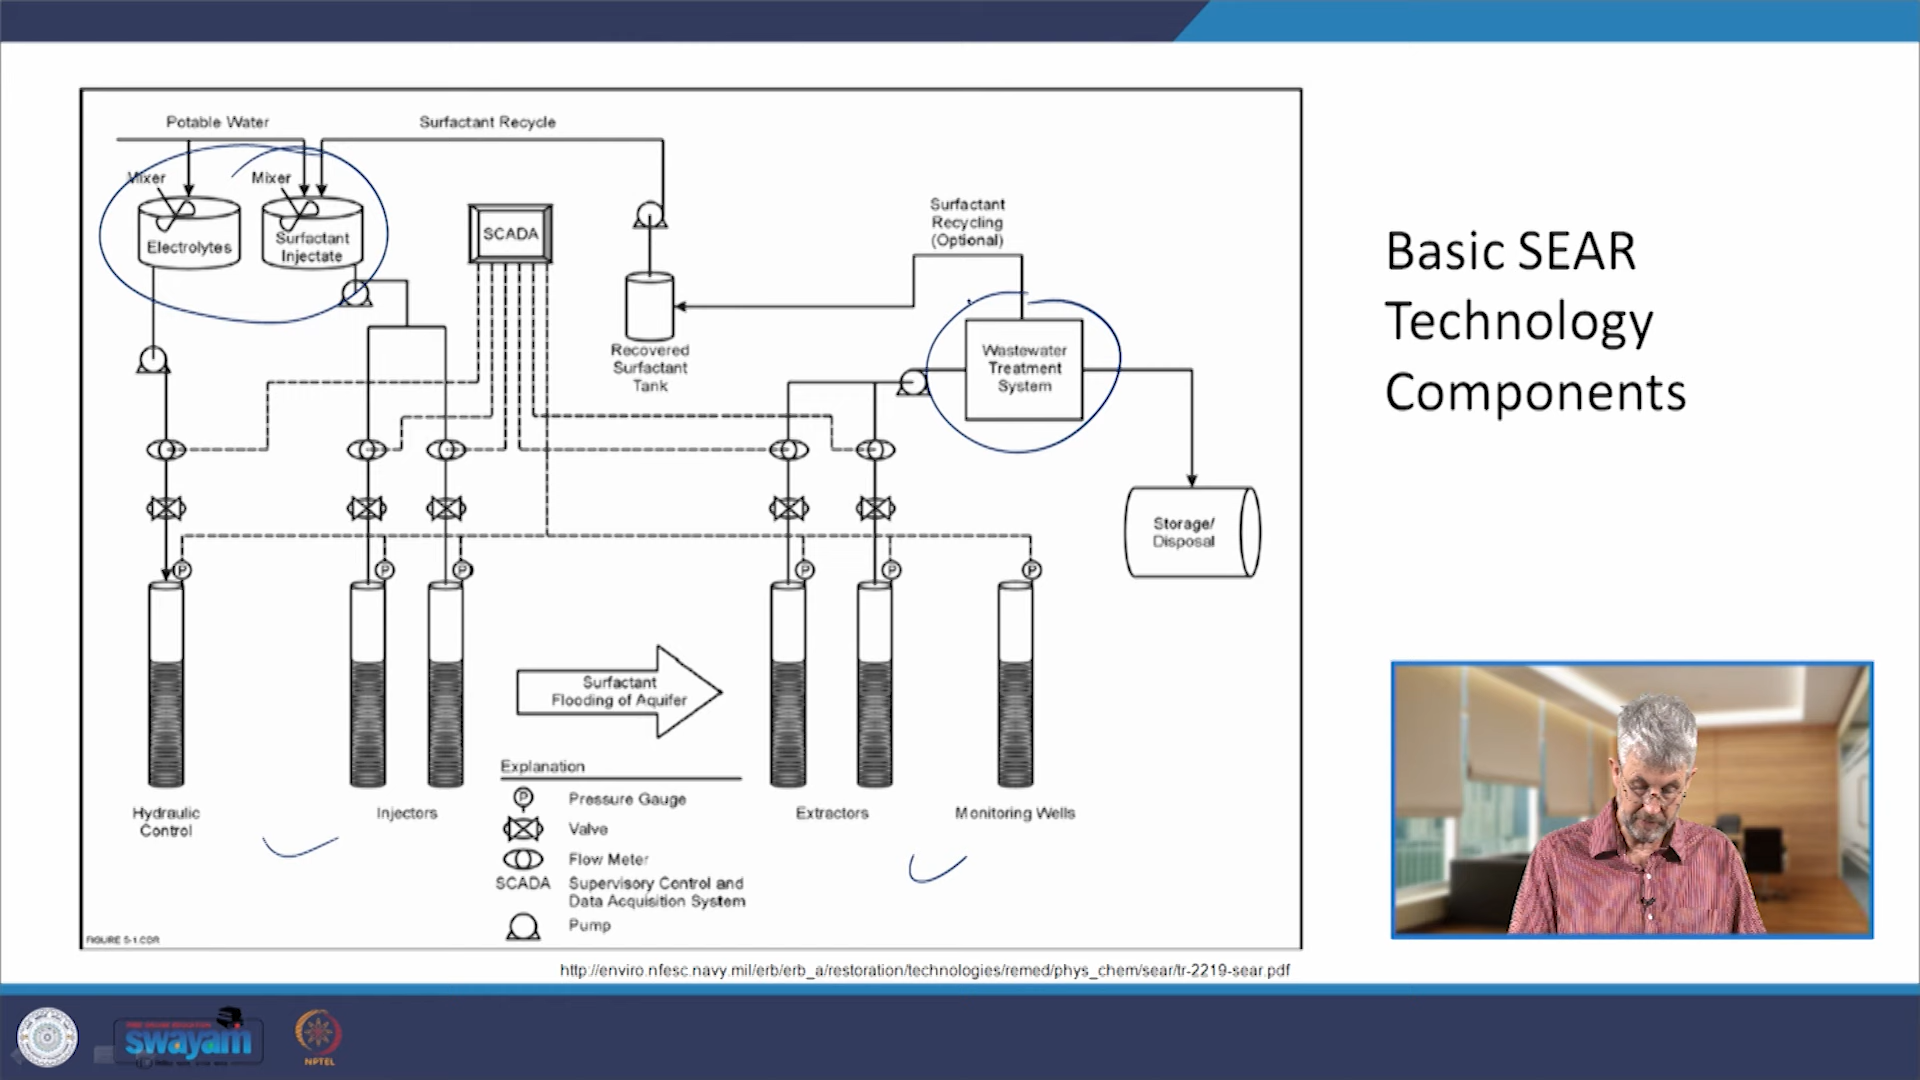 Potable Water
Surfactant Recycle
Mixer
Mixer
Electrolytes
Surfactant
Injectate
SCADA
Recovered
Surfactant
Tank
Surfactant
Recycling
(Optional)
Wastewater
Treatment
System
Storage/
Disposal
P
P
P
P
P
P
Surfactant
Flooding of Aquifer
Hydraulic
Control
Injectors
Extractors
Monitoring Wells
Explanation
P Pressure Gauge
Valve
Flow Meter
SCADA Supervisory Control and
Data Acquisition System
Pump
FIGURE 5-1.CDR
http://enviro.nfesc.navy.mil/erb/erb_a/restoration/technologies/remed/phys_chem/sear/tr-2219-sear.pdf
Basic SEAR
Technology
Components
FREE ONLINE EDUCATION
swayam
NPTEL